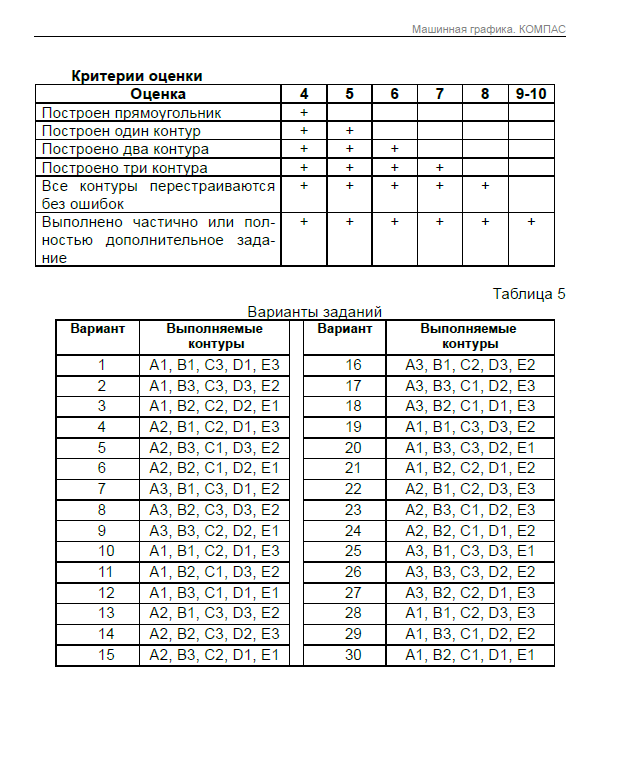 Машинная графика. КОМПАС
Критерии оценки
Оценка 4 5 6 7 8 9-10
Построен прямоугольник +
Построен один контур + +
Построено два контура + + +
Построено три контура + + + +
Все контуры перестраиваются + + + + +
без ошибок
Выполнено частично или пол- + + + + + +
ностью дополнительное зада-
ние
Таблица 5
Варианты заданий
Вариант Выполняемые Вариант Выполняемые
контуры контуры
1 A1, B1, C3, D1, E3 16 A3, B1, C2, D3, E2
2 A1, B3, C3, D3, E2 17 A3, B3, C1, D2, E3
3 A1, B2, C2, D2, E1 18 A3, B2, C1, D1, E3
4 A2, B1, C2, D1, E3 19 A1, B1, C3, D3, E2
5 A2, B3, C1, D3, E2 20 A1, B3, C3, D2, E1
6 A2, B2, C1, D2, E1 21 A1, B2, C2, D1, E2
7 A3, B1, C3, D1, E2 22 A2, B1, C2, D3, E3
8 A3, B2, C3, D3, E2 23 A2, B3, C1, D2, E3
9 A3, B3, C2, D2, E1 24 A2, B2, C1, D1, E2
10 A1, B1, C2, D1, E3 25 A3, B1, C3, D3, E1
11 A1, B2, C1, D3, E2 26 A3, B3, C3, D2, E2
12 A1, B3, C1, D1, E1 27 A3, B2, C2, D1, E3
13 A2, B1, C3, D3, E2 28 A1, B1, C2, D3, E3
14 A2, B2, C3, D2, E3 29 A1, B3, C1, D2, E2
15 A2, B3, C2, D1, E1 30 A1, B2, C1, D1, E1